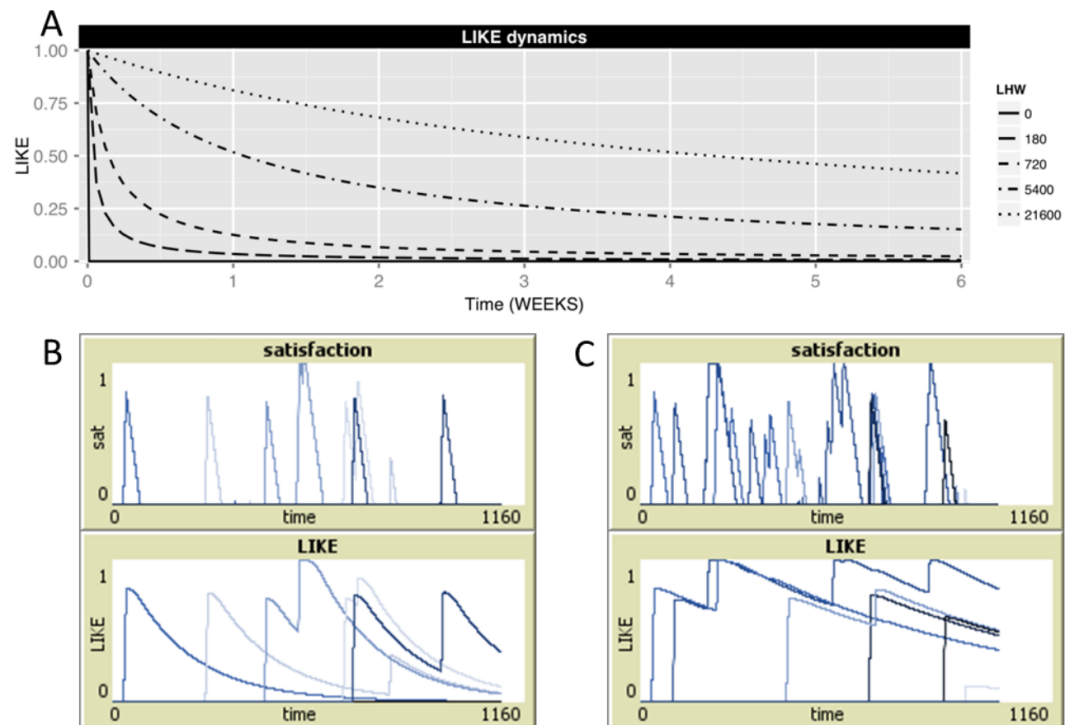 A
LIKE dynamics
1.00
0.75
0.50
0.25
0.00
LIKE
0 1 2 3 4 5 6
Time (WEEKS)
LHW
0
180
720
5400
21600
B
satisfaction
1
sat
0
0 time 1160
LIKE
1
LIKE
0
0 time 1160
C
satisfaction
1
sat
0
0 time 1160
LIKE
1
LIKE
0
0 time 1160